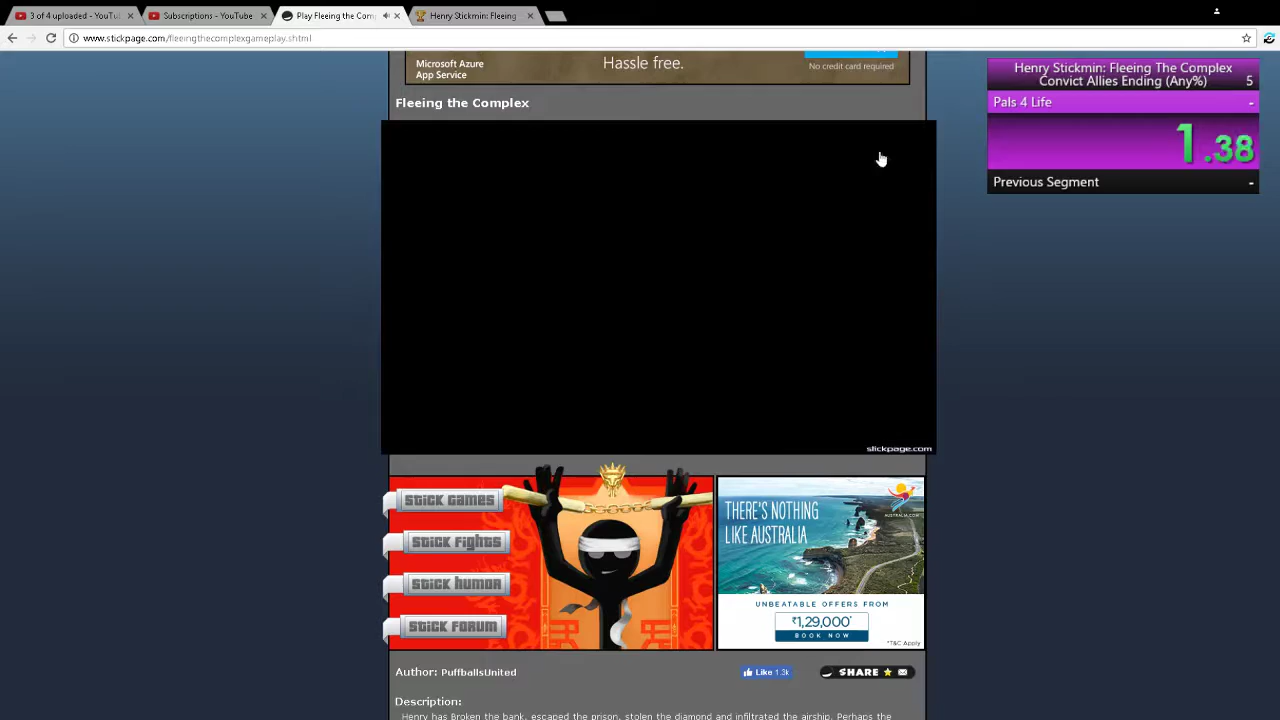 3 of 4 uploaded - YouTu
Subscriptions - YouTube
Play Fleeing the Com
Henry Stickmin: Fleeing
www.stickpage.com/fleeingthecomplexgameplay.shtml
Microsoft Azure
App Service
Hassle free.
No credit card required
Henry Stickmin: Fleeing The Complex
Convict Allies Ending (Any%) 5
Pals 4 Life -
1.38
Previous Segment -
Fleeing the Complex
stickpage.com
STICK GAMES
STICK FIGHTS
STICK HUMOR
STICK FORUM
THERE'S NOTHING
LIKE AUSTRALIA
AUSTRALIA.COM
UNBEATABLE OFFERS FROM
₹1,29,000*
BOOK NOW
*T&C Apply
Author: PuffballsUnited
Like 1.3k
SHARE
Description:
Henry has Broken the bank, escaped the prison, stolen the diamond and infiltrated the airship. Perhaps the